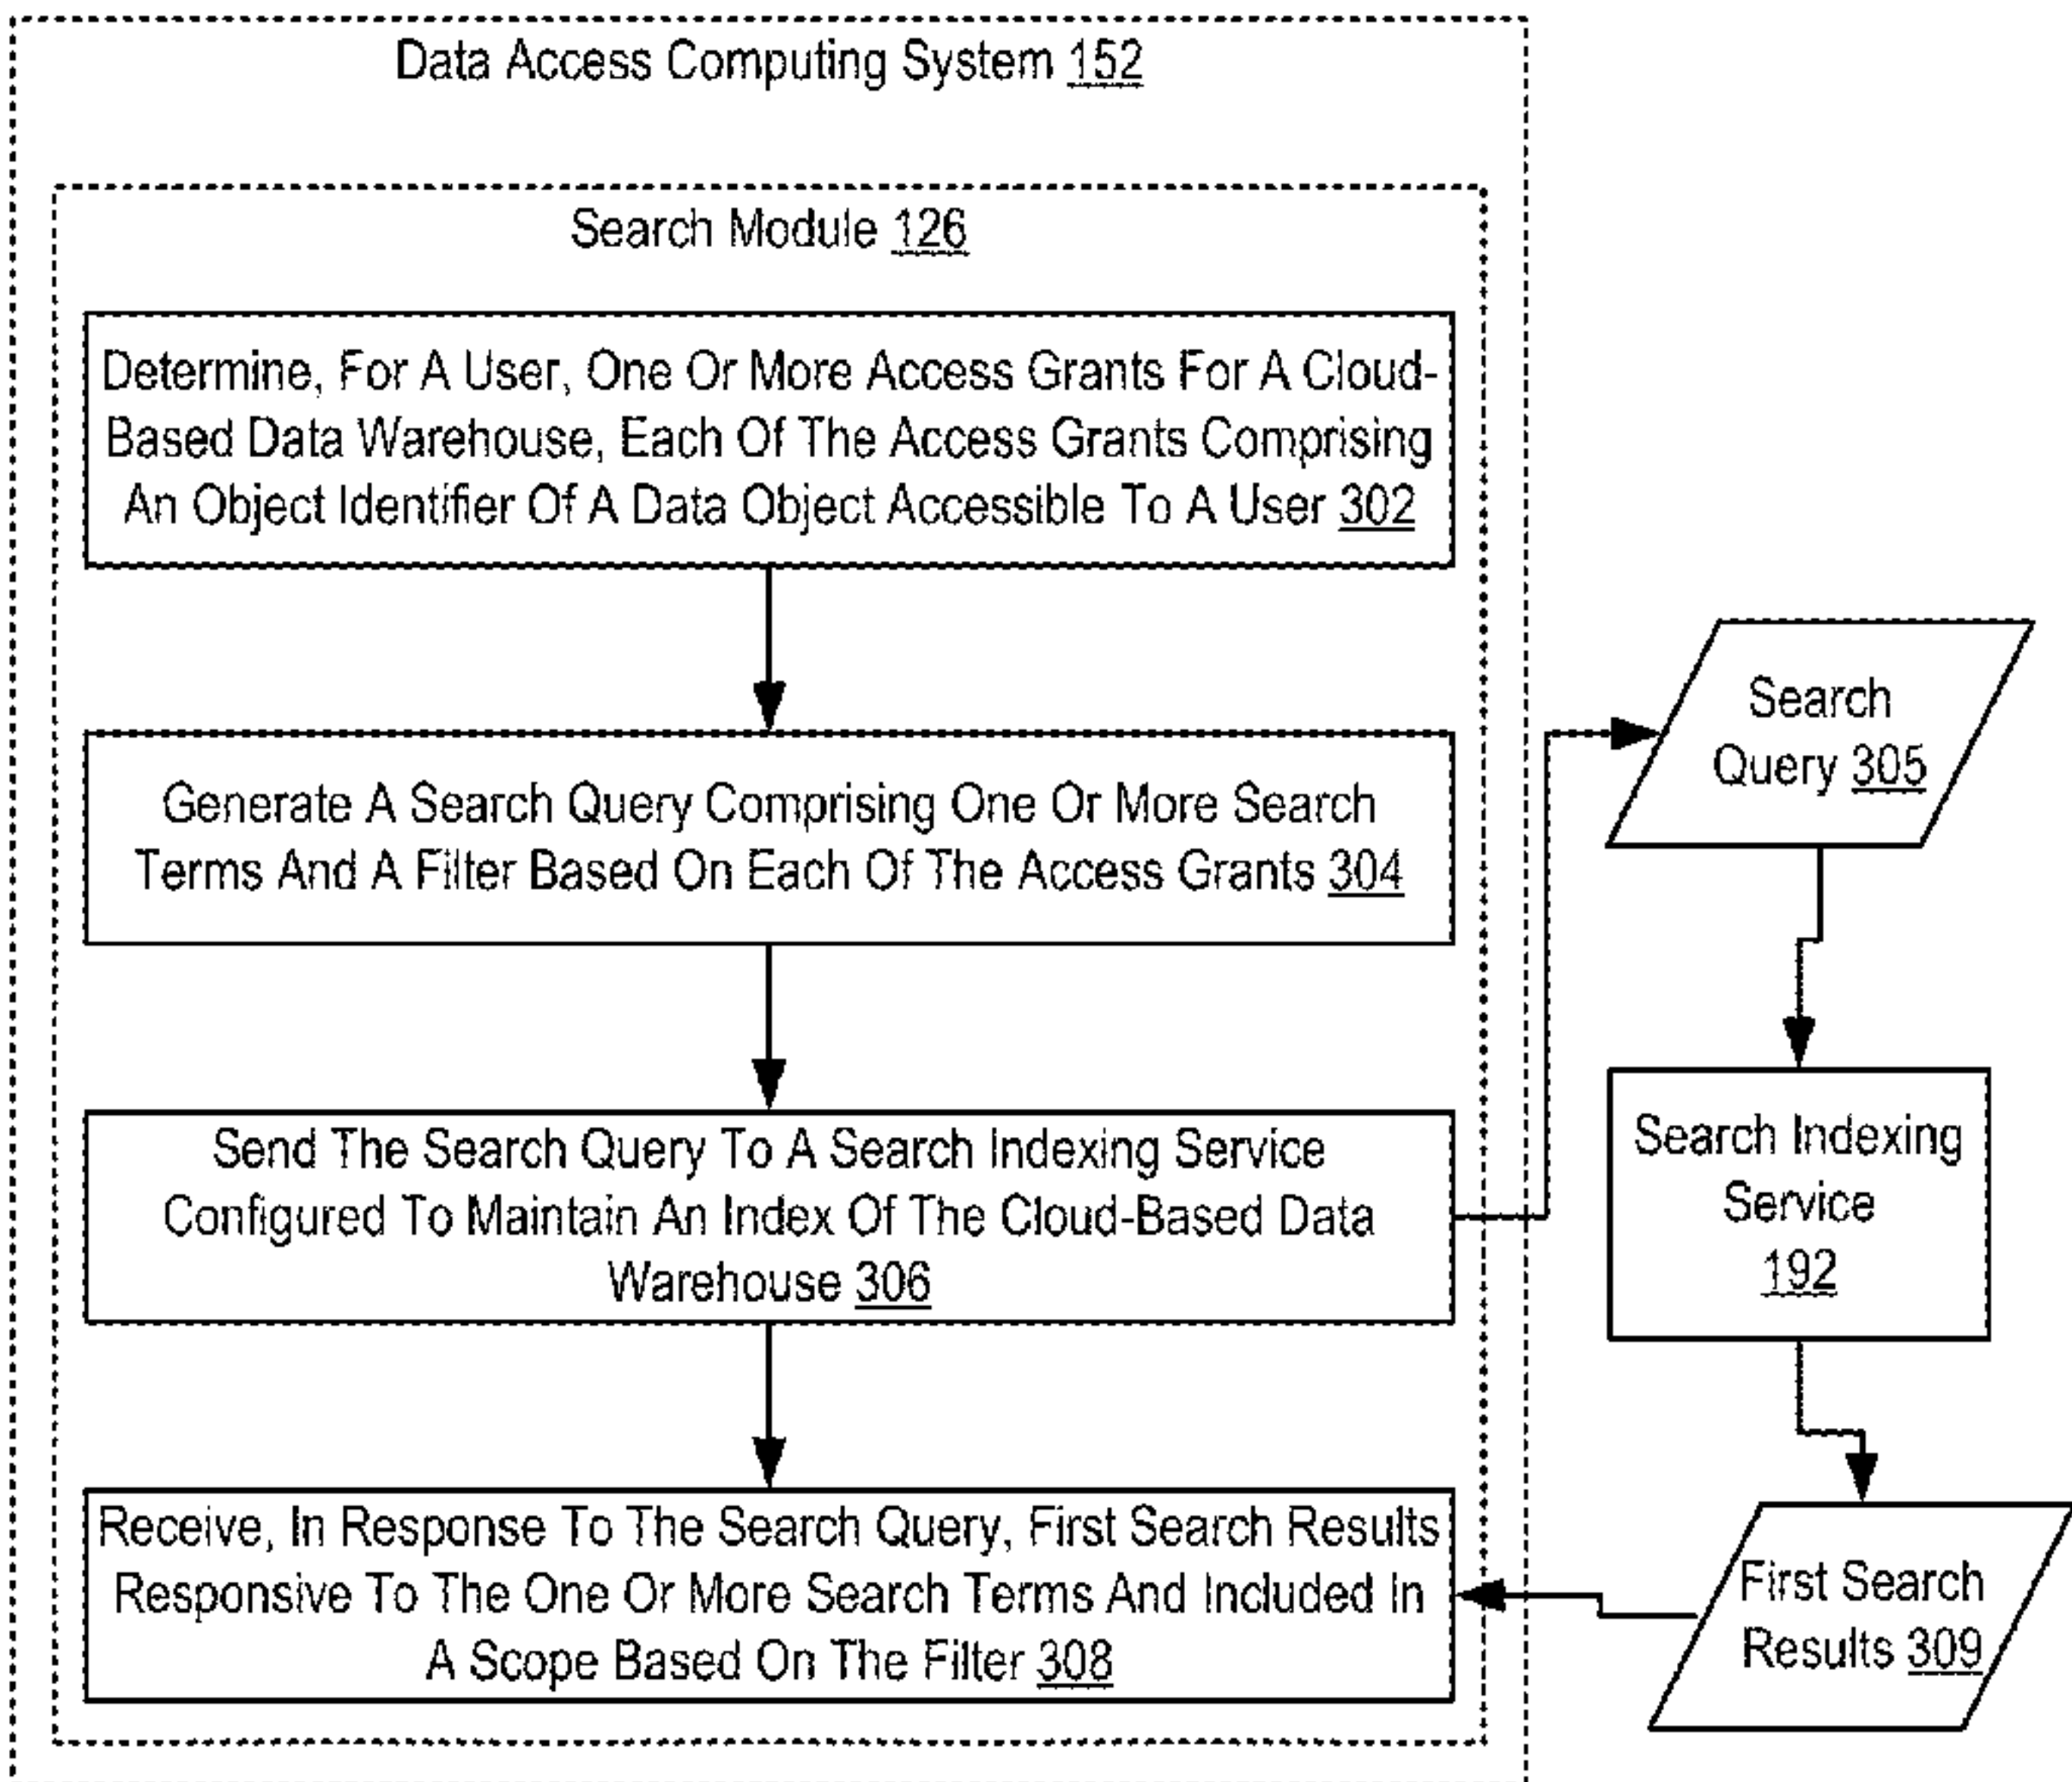 Data Access Computing System 152
Search Module 126
Determine, For A User, One Or More Access Grants For A Cloud-
Based Data Warehouse, Each Of The Access Grants Comprising
An Object Identifier Of A Data Object Accessible To A User 302
Generate A Search Query Comprising One Or More Search
Terms And A Filter Based On Each Of The Access Grants 304
Send The Search Query To A Search Indexing Service
Configured To Maintain An Index Of The Cloud-Based Data
Warehouse 306
Receive, In Response To The Search Query, First Search Results
Responsive To The One Or More Search Terms And Included In
A Scope Based On The Filter 308
Search
Query 305
Search Indexing
Service
192
First Search
Results 309